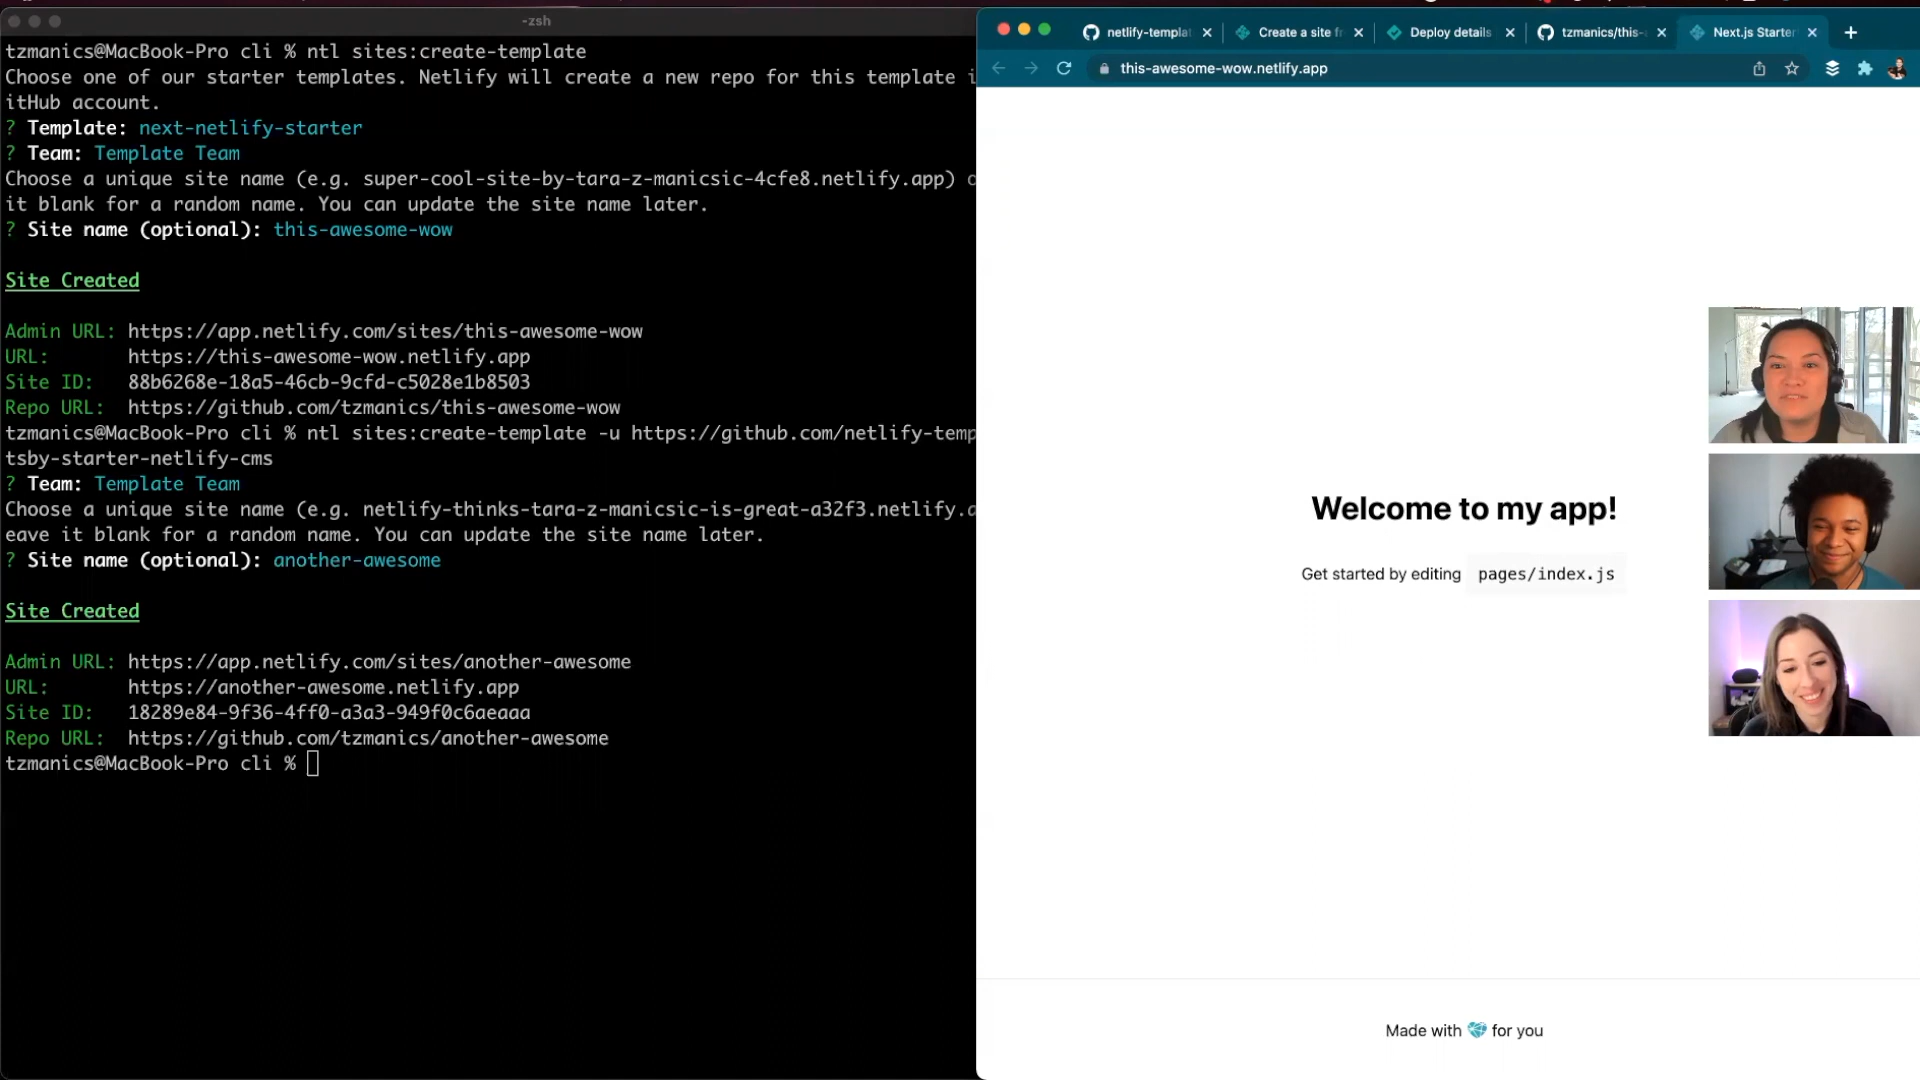 -zsh
tzmanics@MacBook-Pro cli % ntl sites:create-template
Choose one of our starter templates. Netlify will create a new repo for this template i
itHub account.
? Template: next-netlify-starter
? Team: Template Team
Choose a unique site name (e.g. super-cool-site-by-tara-z-manicsic-4cfe8.netlify.app) o
it blank for a random name. You can update the site name later.
? Site name (optional): this-awesome-wow
Site Created
Admin URL: https://app.netlify.com/sites/this-awesome-wow
URL: https://this-awesome-wow.netlify.app
Site ID: 88b6268e-18a5-46cb-9cfd-c5028e1b8503
Repo URL: https://github.com/tzmanics/this-awesome-wow
tzmanics@MacBook-Pro cli % ntl sites:create-template -u https://github.com/netlify-temp
tsby-starter-netlify-cms
? Team: Template Team
Choose a unique site name (e.g. netlify-thinks-tara-z-manicsic-is-great-a32f3.netlify.a
eave it blank for a random name. You can update the site name later.
? Site name (optional): another-awesome
Site Created
Admin URL: https://app.netlify.com/sites/another-awesome
URL: https://another-awesome.netlify.app
Site ID: 18289e84-9f36-4ff0-a3a3-949f0c6aeaaa
Repo URL: https://github.com/tzmanics/another-awesome
tzmanics@MacBook-Pro cli %
netlify-templat
Create a site fr
Deploy details
tzmanics/this-
Next.js Starter
this-awesome-wow.netlify.app
Welcome to my app!
Get started by editing pages/index.js
Made with for you